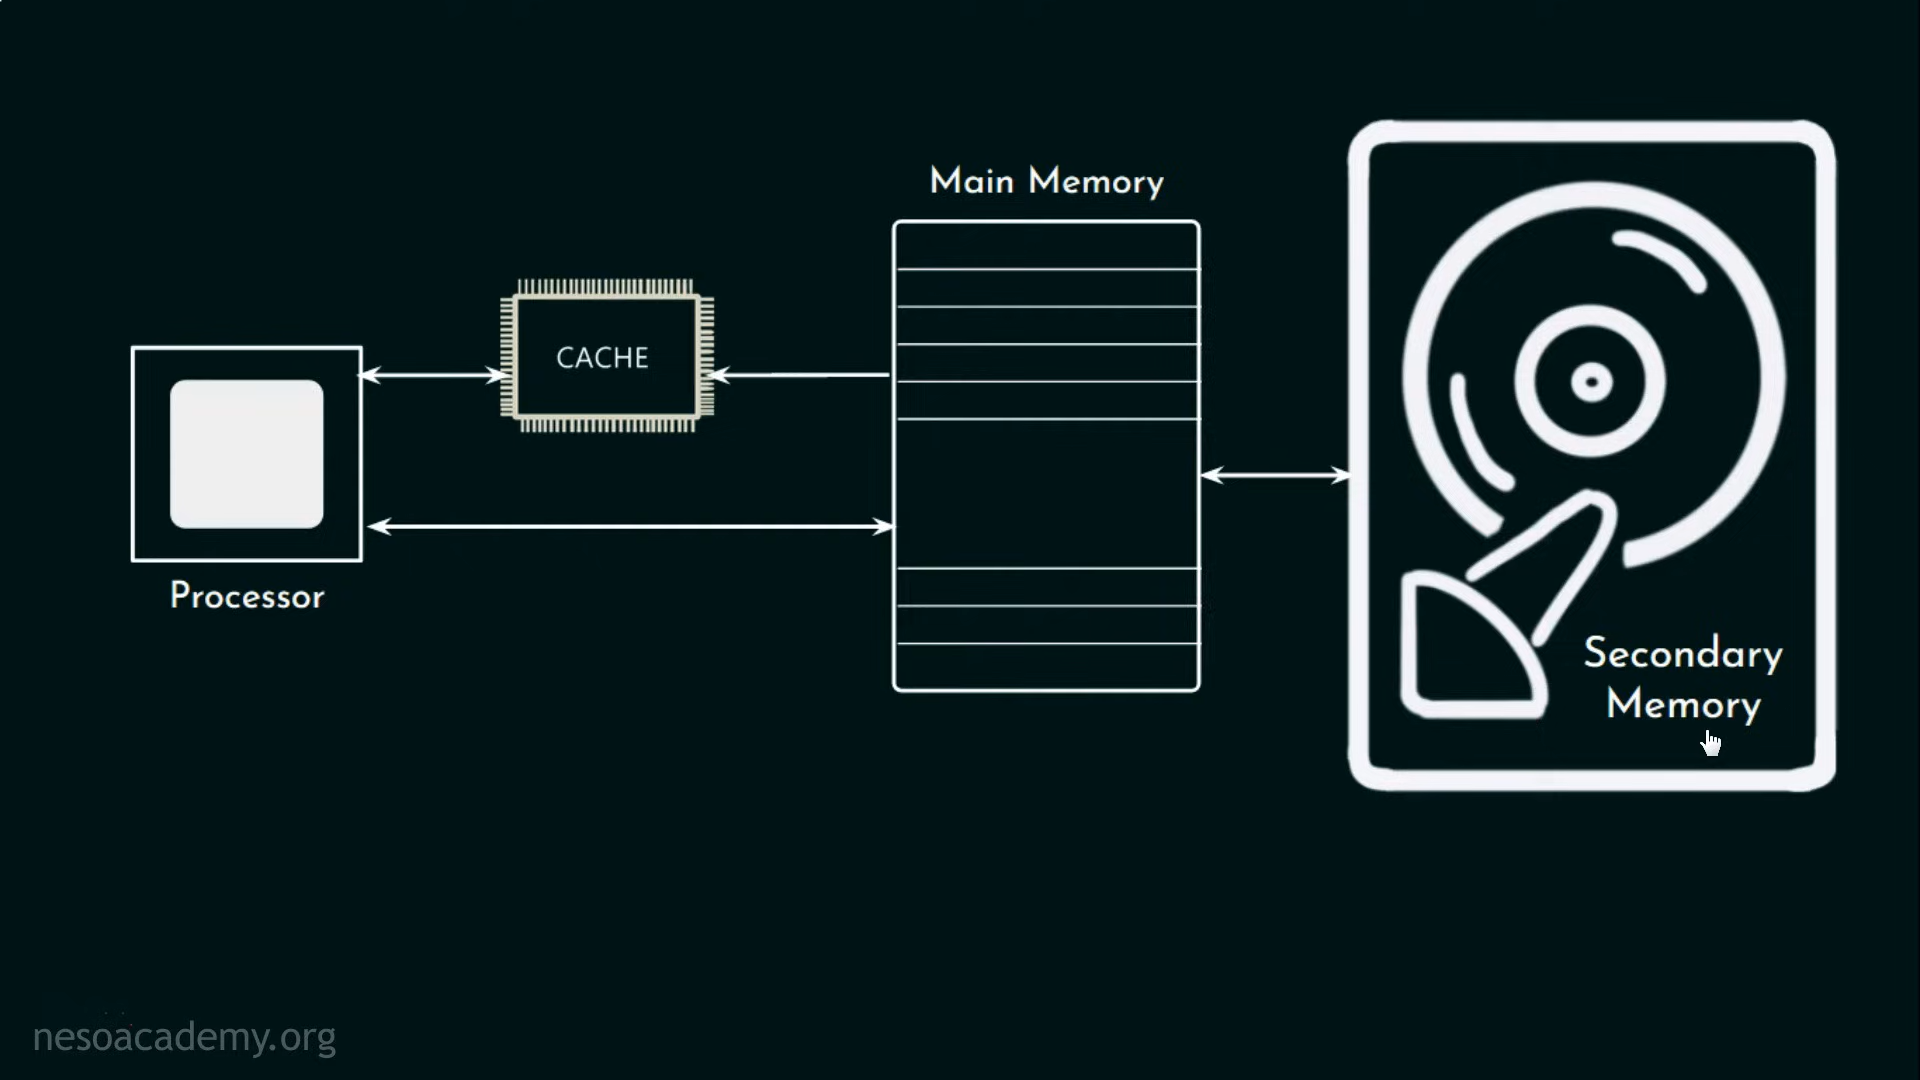 Main Memory
CACHE
Processor
Secondary
Memory
nesoacademy.org